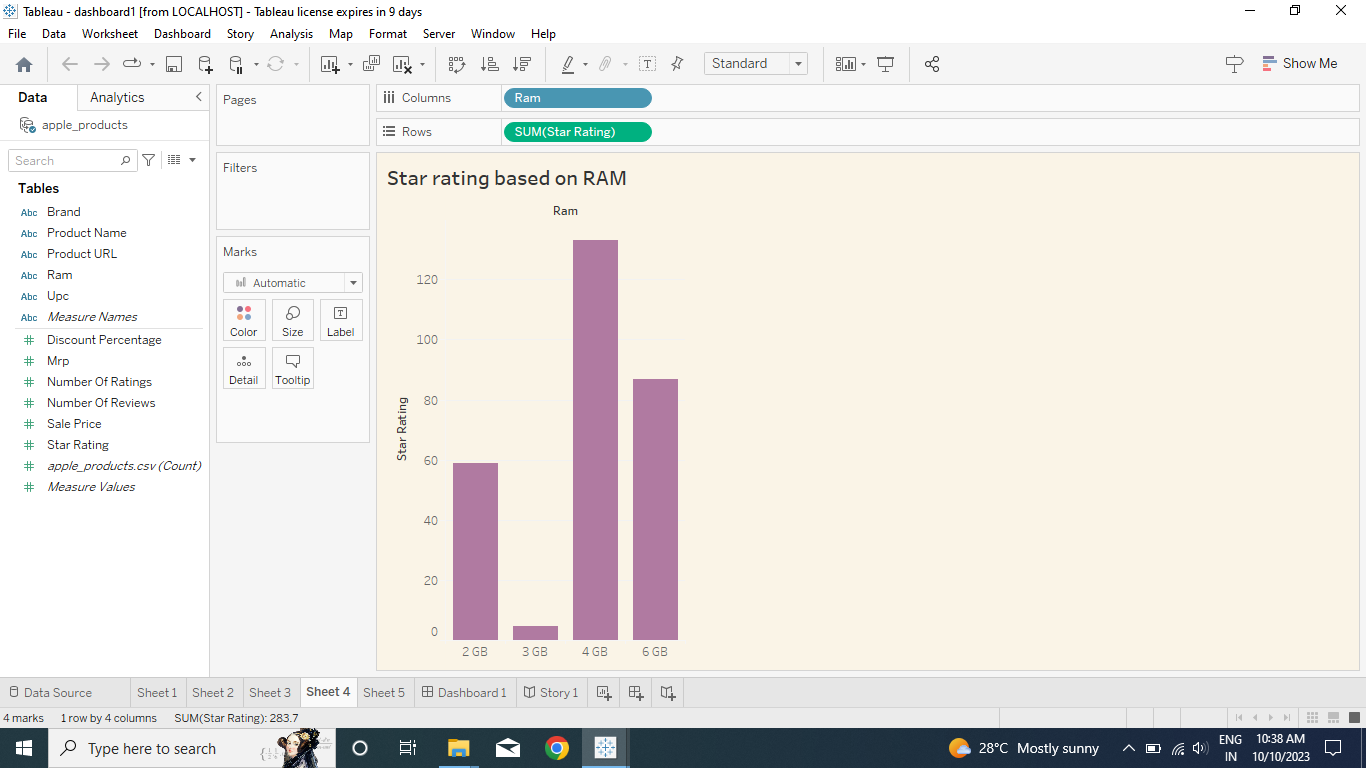 Tableau - dashboard1 [from LOCALHOST] - Tableau license expires in 9 days
File Data Worksheet Dashboard Story Analysis Map Format Server Window Help
Standard
Show Me
Data Analytics
apple_products
Search
Tables
Abc Brand
Abc Product Name
Abc Product URL
Abc Ram
Abc Upc
Abc Measure Names
# Discount Percentage
# Mrp
# Number Of Ratings
# Number Of Reviews
# Sale Price
# Star Rating
# apple_products.csv (Count)
# Measure Values
Pages
Filters
Marks
Automatic
Color Size Label
Detail Tooltip
Columns Ram
Rows SUM(Star Rating)
Star rating based on RAM
Ram
120
100
80
60
40
20
0
Star Rating
2 GB 3 GB 4 GB 6 GB
Data Source Sheet 1 Sheet 2 Sheet 3 Sheet 4 Sheet 5 Dashboard 1 Story 1
4 marks 1 row by 4 columns SUM(Star Rating): 283.7
Type here to search
28°C Mostly sunny
ENG
IN
10:38 AM
10/10/2023